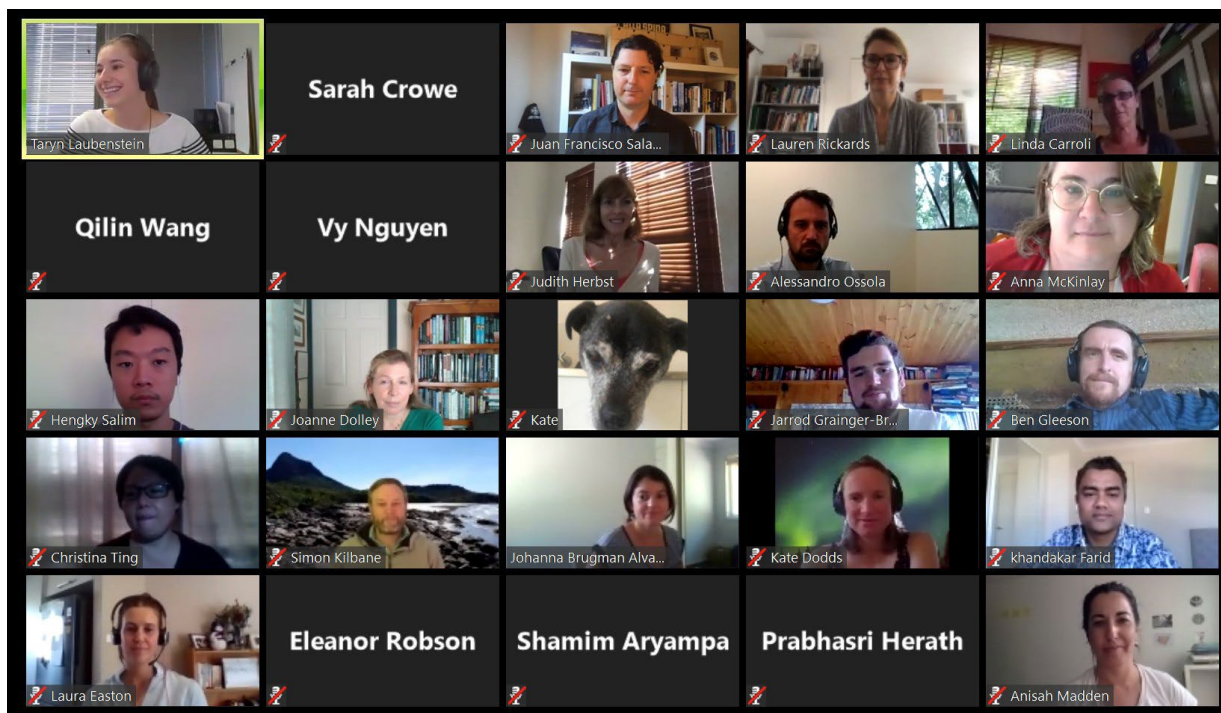 Taryn Laubenstein
Sarah Crowe
Juan Francisco Sala...
Lauren Rickards
Linda Carroli
Qilin Wang
Vy Nguyen
Judith Herbst
Alessandro Ossola
Anna McKinlay
Hengky Salim
Joanne Dolley
Kate
Jarrod Grainger-Br...
Ben Gleeson
Christina Ting
Simon Kilbane
Johanna Brugman Alva...
Kate Dodds
khandakar Farid
Laura Easton
Eleanor Robson
Shamim Aryampa
Prabhasri Herath
Anisah Madden